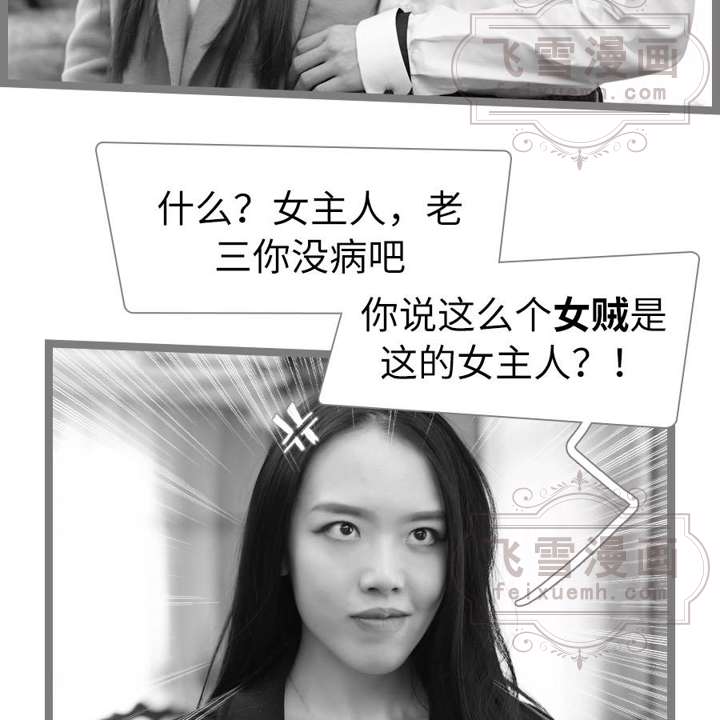 飞雪漫画
feixuemh.com
什么？女主人，老
三你没病吧
你说这么个女贼是
这的女主人？！
飞雪漫画
feixuemh.com